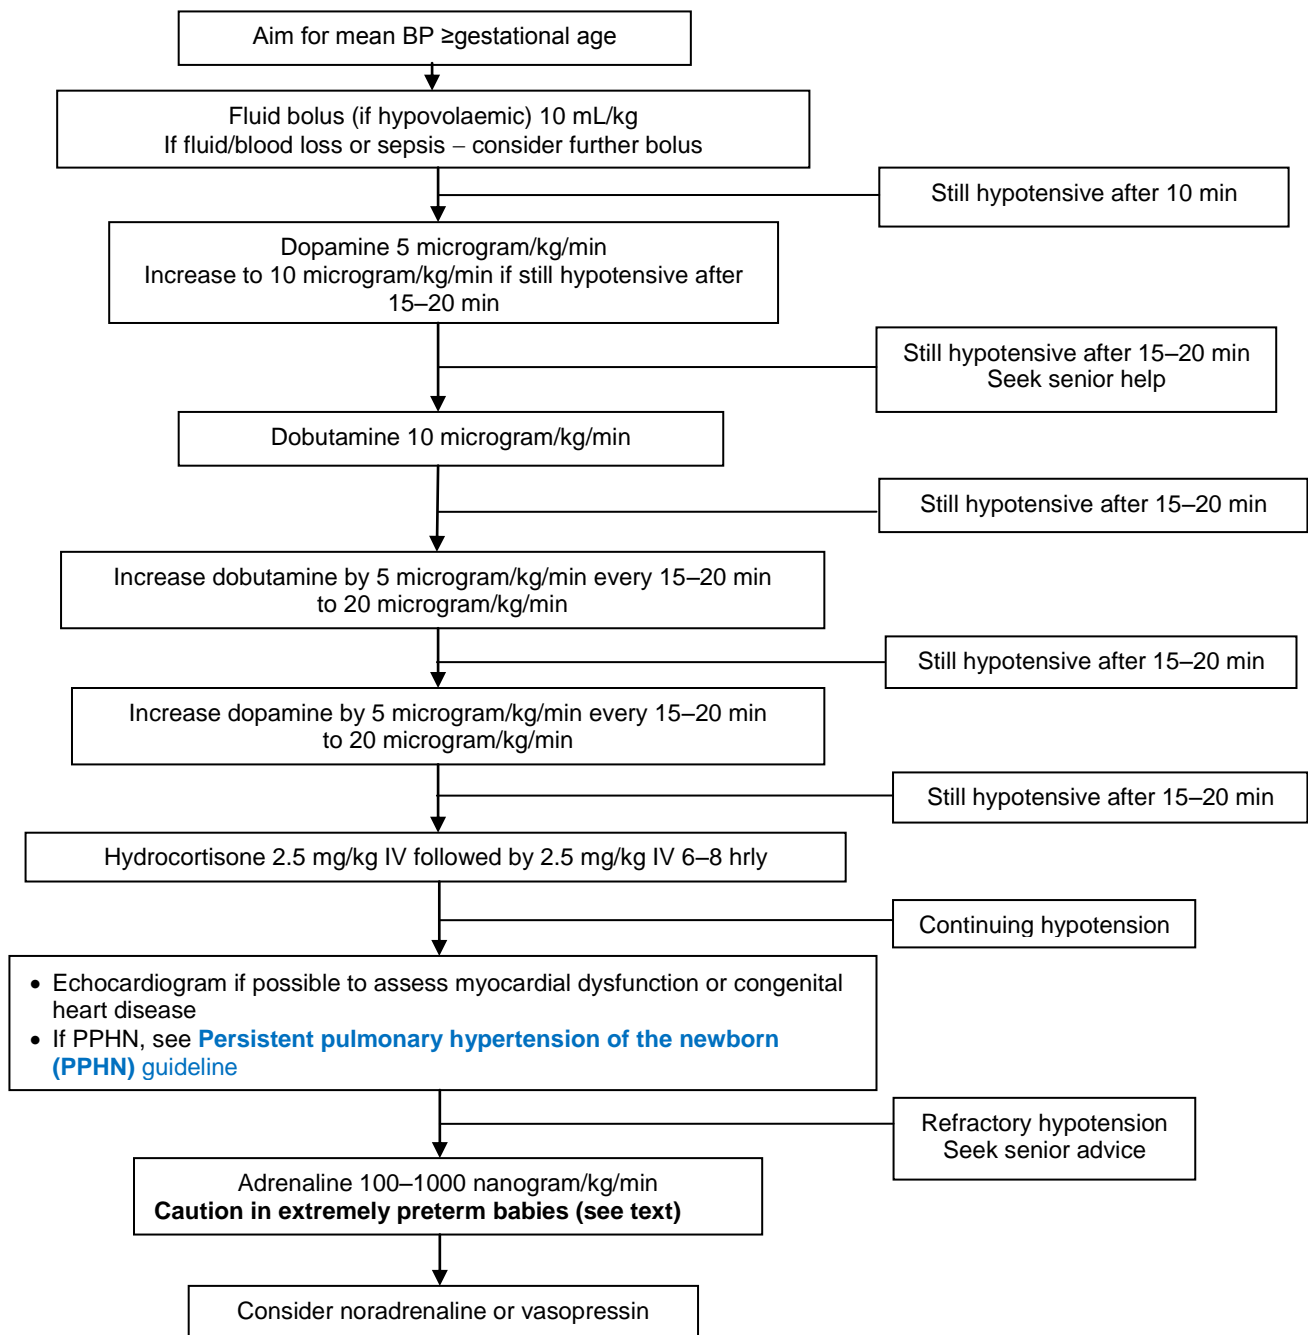 Aim for mean BP ≥gestational age
Fluid bolus (if hypovolaemic) 10 mL/kg
If fluid/blood loss or sepsis – consider further bolus
Still hypotensive after 10 min
Dopamine 5 microgram/kg/min
Increase to 10 microgram/kg/min if still hypotensive after
15–20 min
Still hypotensive after 15–20 min
Seek senior help
Dobutamine 10 microgram/kg/min
Still hypotensive after 15–20 min
Increase dobutamine by 5 microgram/kg/min every 15–20 min
to 20 microgram/kg/min
Still hypotensive after 15–20 min
Increase dopamine by 5 microgram/kg/min every 15–20 min
to 20 microgram/kg/min
Still hypotensive after 15–20 min
Hydrocortisone 2.5 mg/kg IV followed by 2.5 mg/kg IV 6–8 hrly
Continuing hypotension
• Echocardiogram if possible to assess myocardial dysfunction or congenital
heart disease
• If PPHN, see Persistent pulmonary hypertension of the newborn
(PPHN) guideline
Refractory hypotension
Seek senior advice
Adrenaline 100–1000 nanogram/kg/min
Caution in extremely preterm babies (see text)
Consider noradrenaline or vasopressin